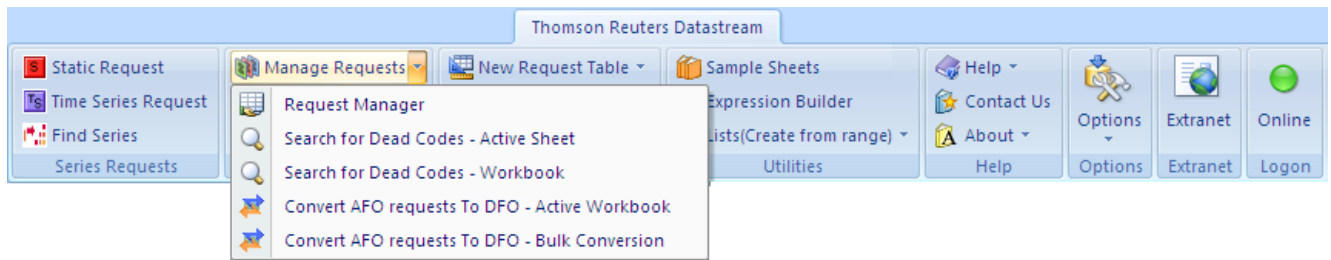 Thomson Reuters Datastream
Static Request
Time Series Request
Find Series
Series Requests
Manage Requests
Request Manager
Search for Dead Codes - Active Sheet
Search for Dead Codes - Workbook
Convert AFO requests To DFO - Active Workbook
Convert AFO requests To DFO - Bulk Conversion
New Request Table
Sample Sheets
Expression Builder
Lists(Create from range)
Utilities
Help
Contact Us
About
Help
Options
Options
Extranet
Extranet
Online
Logon